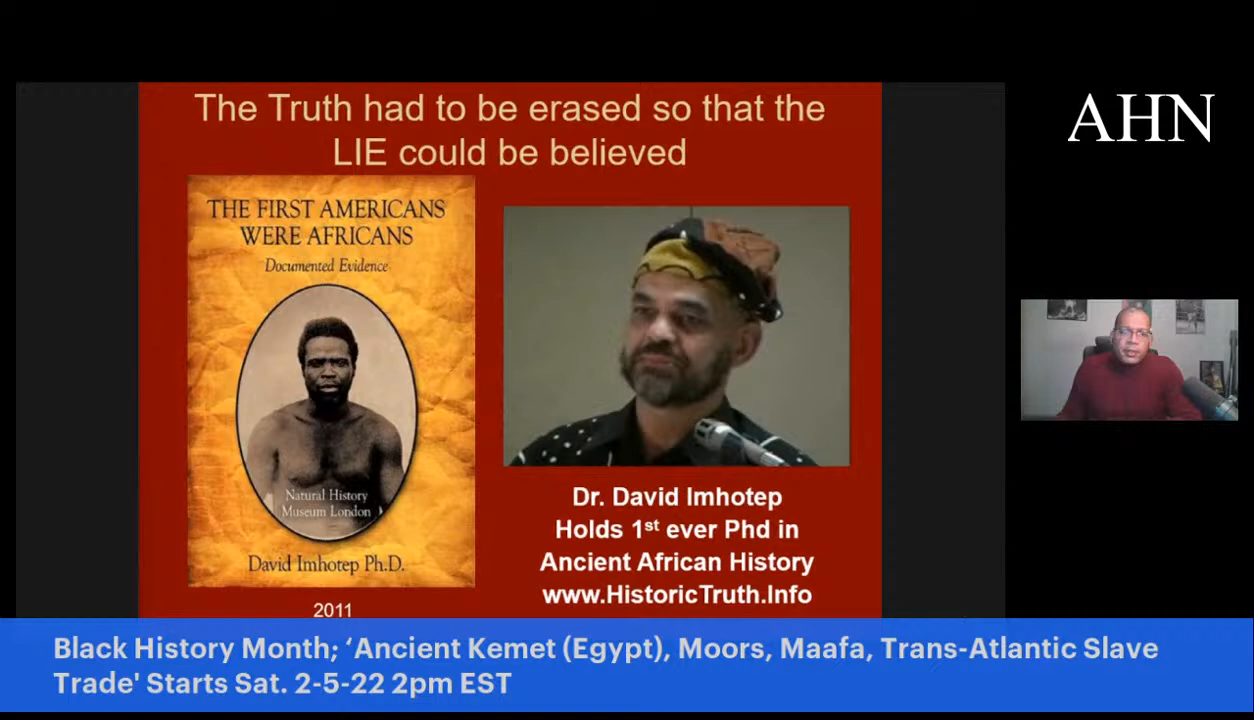 The Truth had to be erased so that the
LIE could be believed
AHN
THE FIRST AMERICANS
WERE AFRICANS
Documented Evidence
Natural History
Museum London
David Imhotep Ph.D.
2011
Dr. David Imhotep
Holds 1st ever Phd in
Ancient African History
www.HistoricTruth.Info
Black History Month; ‘Ancient Kemet (Egypt), Moors, Maafa, Trans-Atlantic Slave
Trade' Starts Sat. 2-5-22 2pm EST